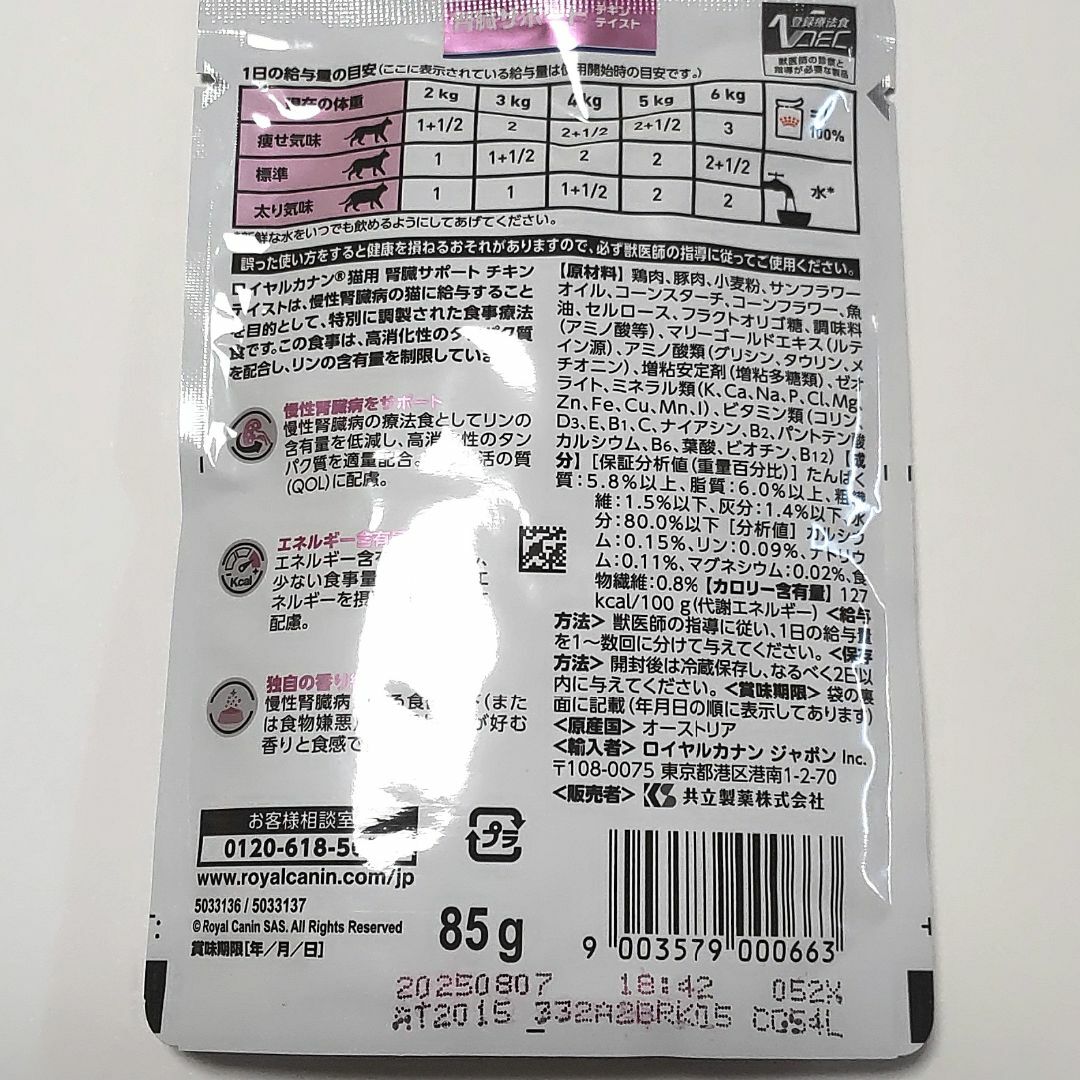 腎臓サポート チキン
テイスト
登録療法食
VDEC
獣医師の診察と
指導が必要な製品
1日の給与量の目安(ここに表示されている給与量は使用開始時の目安です。)
現在の体重 2 kg 3 kg 4 kg 5 kg 6 kg
痩せ気味 1+1/2 2 2+1/2 2+1/2 3
標準 1 1+1/2 2 2 2+1/2
太り気味 1 1 1+1/2 2 2
100%
水*
*新鮮な水をいつでも飲めるようにしてあげてください。
誤った使い方をすると健康を損ねるおそれがありますので、必ず獣医師の指導に従ってご使用ください。
ロイヤルカナン®猫用 腎臓サポート チキン
テイストは、慢性腎臓病の猫に給与すること
を目的として、特別に調製された食事療法
食です。この食事は、高消化性のタンパク質
を配合し、リンの含有量を制限してい
慢性腎臓病をサポート
慢性腎臓病の療法食としてリンの
含有量を低減し、高消化性のタン
パク質を適量配合。 活の質
(QOL)に配慮。
エネルギー含有
エネルギー含有
少ない食事量
ネルギーを摂
配慮。
独自の香り
慢性腎臓病 る食 (また
は食物嫌悪) が好む
香りと食感で
【原材料】鶏肉、豚肉、小麦粉、サンフラワー
オイル、コーンスターチ、コーンフラワー、魚
油、セルロース、フラクトオリゴ糖、調味料
(アミノ酸等)、マリーゴールドエキス(ルテ
イン源)、アミノ酸類(グリシン、タウリン、メ
チオニン)、増粘安定剤(増粘多糖類)、ゼオ
ライト、ミネラル類(K、Ca、Na、P、Cl、Mg、
Zn、Fe、Cu、Mn、I)、ビタミン類(コリン、
D3、E、B1、C、ナイアシン、B2、パントテン酸
カルシウム、B6、葉酸、ビオチン、B12)【成
分】[保証分析値(重量百分比)]たんぱく
質:5.8%以上、脂質:6.0%以上、粗繊
維:1.5%以下、灰分:1.4%以下、水
分:80.0%以下[分析値]カルシウ
ム:0.15%、リン:0.09%、ナトリウ
ム:0.11%、マグネシウム:0.02%、食
物繊維:0.8%【カロリー含有量】127
kcal/100 g(代謝エネルギー)<給与
方法>獣医師の指導に従い、1日の給与量
を1～数回に分けて与えてください。<保存
方法>開封後は冷蔵保存し、なるべく2日以
内に与えてください。<賞味期限>袋の裏
面に記載(年月日の順に表示してあります)
<原産国>オーストリア
<輸入者>ロイヤルカナン ジャポン Inc.
〒108-0075 東京都港区港南1-2-70
<販売者>共立製薬株式会社
Kcal
お客様相談室
0120-618-5
www.royalcanin.com/jp
5033136 / 5033137
© Royal Canin SAS. All Rights Reserved
賞味期限[年/月/日]
プラ
85 g
9 003579 000663
20250807 18:42 052X
AT2015 332A2BRK05 CG54L